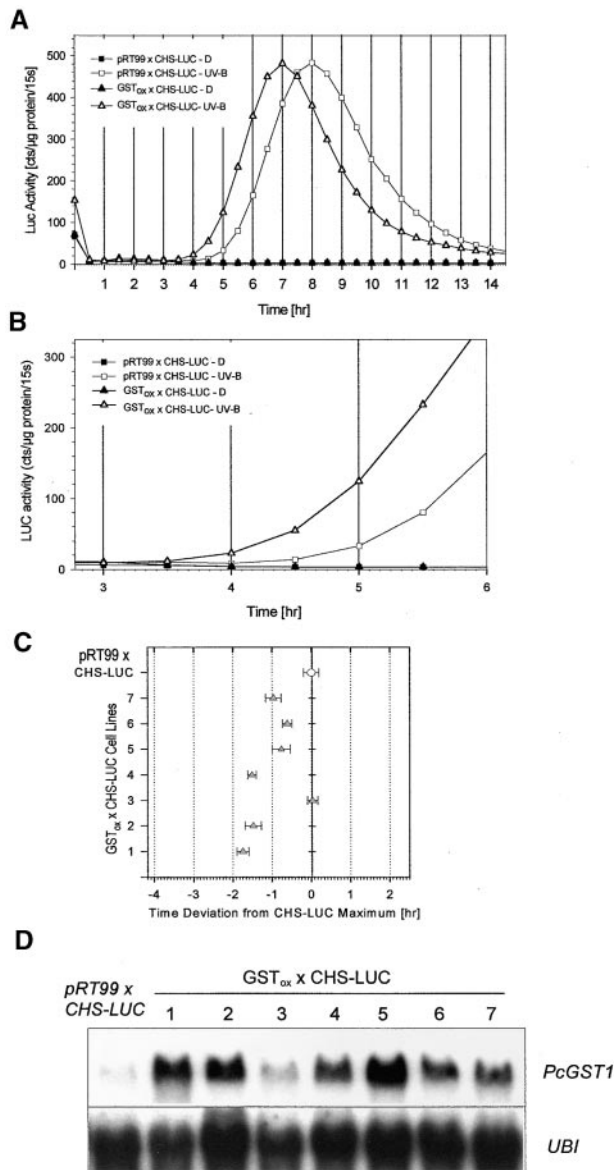 A
Luc Activity [cts/µg protein/15s]
500
400
300
200
100
0
pRT99 x CHS-LUC - D
pRT99 x CHS-LUC - UV-B
GSTox x CHS-LUC - D
GSTox x CHS-LUC- UV-B
1 2 3 4 5 6 7 8 9 10 11 12 13 14
Time [hr]
B
LUC activity (cts/µg protein/15s)
300
200
100
0
pRT99 x CHS-LUC - D
pRT99 x CHS-LUC - UV-B
GSTox x CHS-LUC - D
GSTox x CHS-LUC- UV-B
3 4 5 6
Time [hr]
C
pRT99 x
CHS-LUC
GSTox x CHS-LUC Cell Lines
7
6
5
4
3
2
1
-4 -3 -2 -1 0 1 2
Time Deviation from CHS-LUC Maximum [hr]
D
pRT99 x
CHS-LUC
GSTox x CHS-LUC
1 2 3 4 5 6 7
PcGST1
UBI